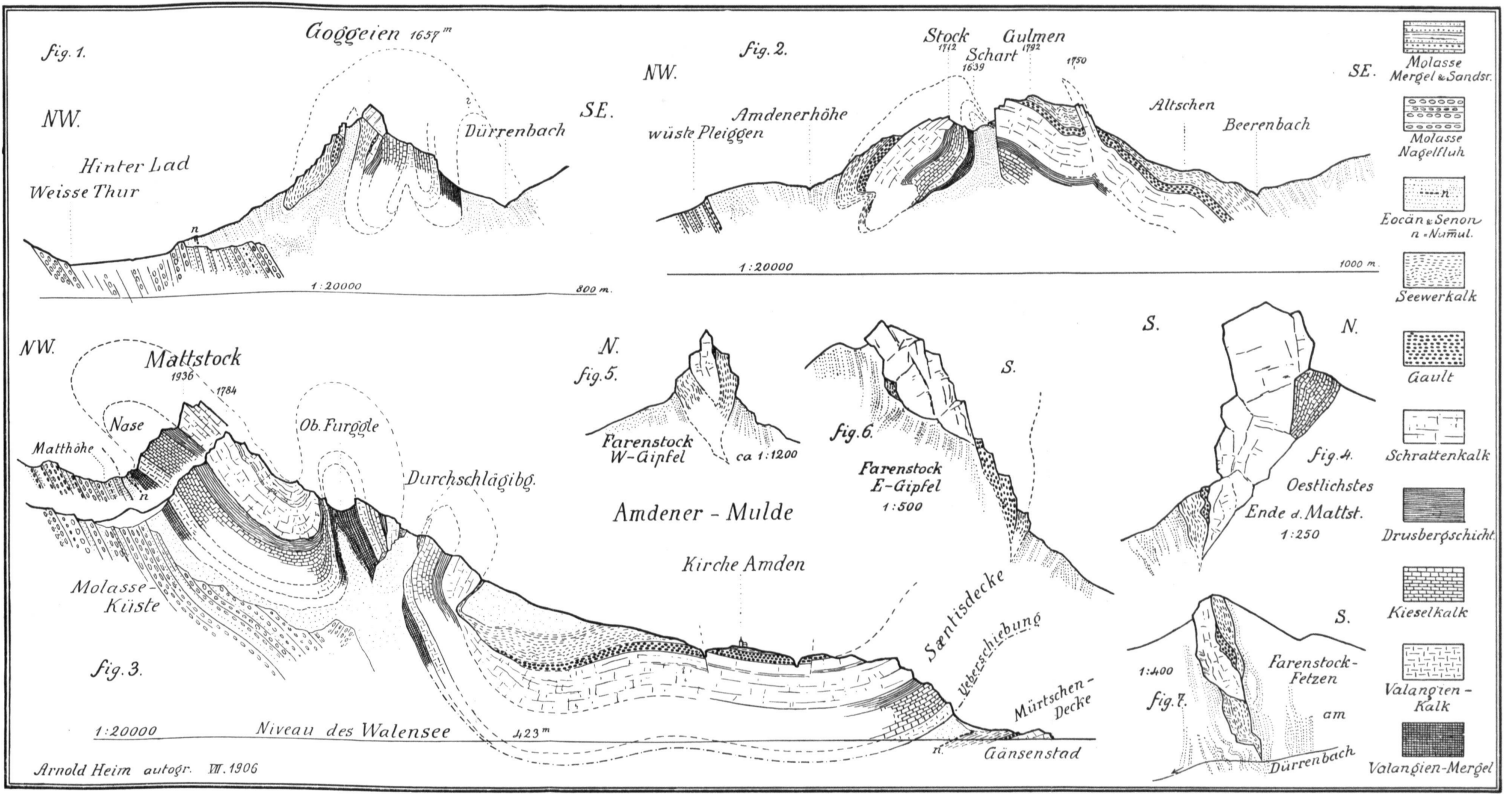 fig. 1.
Goggeien 1657 m
NW.
SE.
Hinter Lad
Weisse Thur
Dürrenbach
n
1:20000
800 m.
fig. 2.
Stock
1712
Schart
1639
Gulmen
1792
1750
NW.
SE.
Amdenerhöhe
wüste Pleiggen
Altschen
Beerenbach
1:20000
1000 m.
NW.
Mattstock
1936
1784
Nase
Matthöhe
n
Ob. Furggle
Durchschlägibg.
Molasse-
Küste
fig. 3.
Amdener - Mulde
Kirche Amden
Sæntisdecke
Ueberschiebung
Mürtschen-
Decke
n.
Gänsenstad
1:20000
Niveau des Walensee
423 m
Arnold Heim autogr. VII. 1906
N.
fig. 5.
Farenstock
W-Gipfel
ca 1:1200
S.
fig. 6.
Farenstock
E-Gipfel
1:500
S.
N.
fig. 4.
Oestlichstes
Ende d. Mattst.
1:250
S.
1:400
fig. 7.
Farenstock-
Fetzen
am
Dürrenbach
Molasse
Mergel & Sandst.
Molasse
Nagelfluh
n
Eocän & Senon
n = Num̄ul.
Seewerkalk
Gault
Schrattenkalk
Drusbergschicht.
Kieselkalk
Valangien-
Kalk
Valangien-Mergel